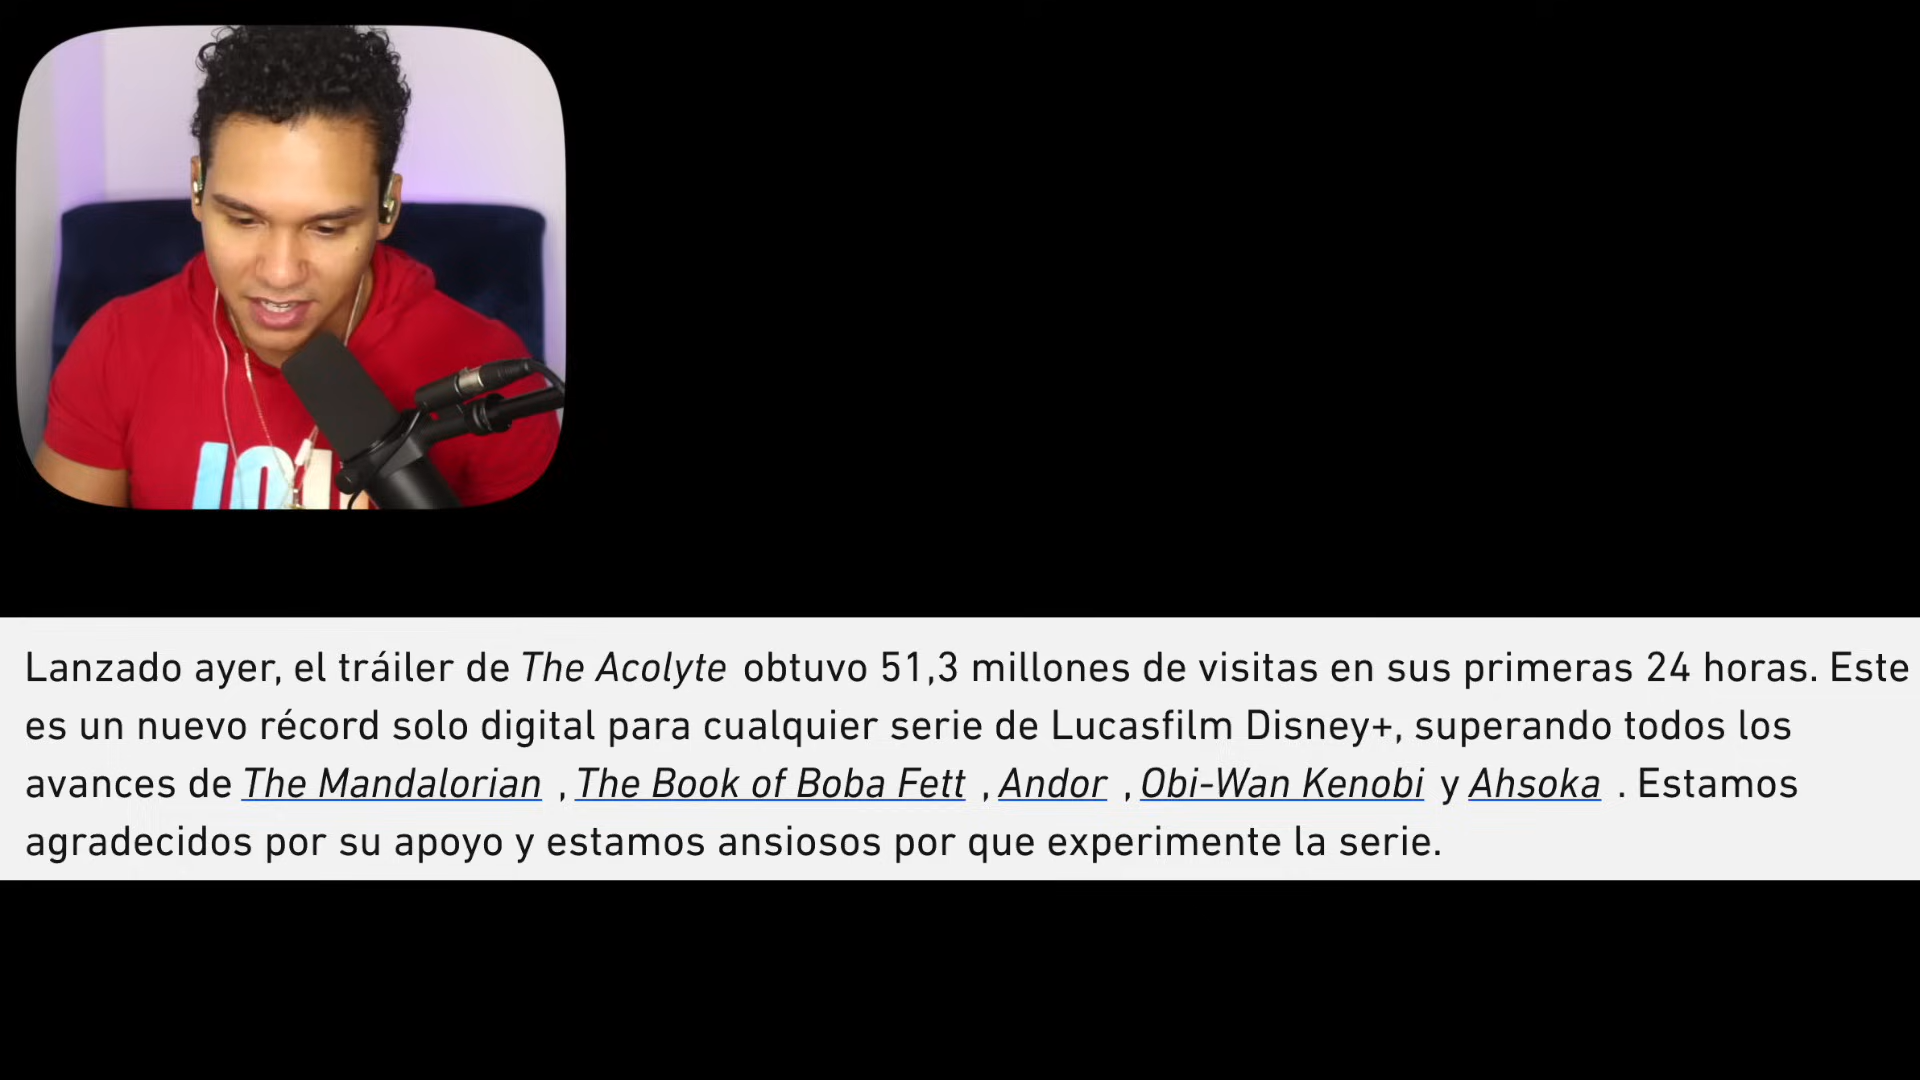 Lanzado ayer, el tráiler de The Acolyte obtuvo 51,3 millones de visitas en sus primeras 24 horas. Este
es un nuevo récord solo digital para cualquier serie de Lucasfilm Disney+, superando todos los
avances de The Mandalorian , The Book of Boba Fett , Andor , Obi-Wan Kenobi y Ahsoka . Estamos
agradecidos por su apoyo y estamos ansiosos por que experimente la serie.